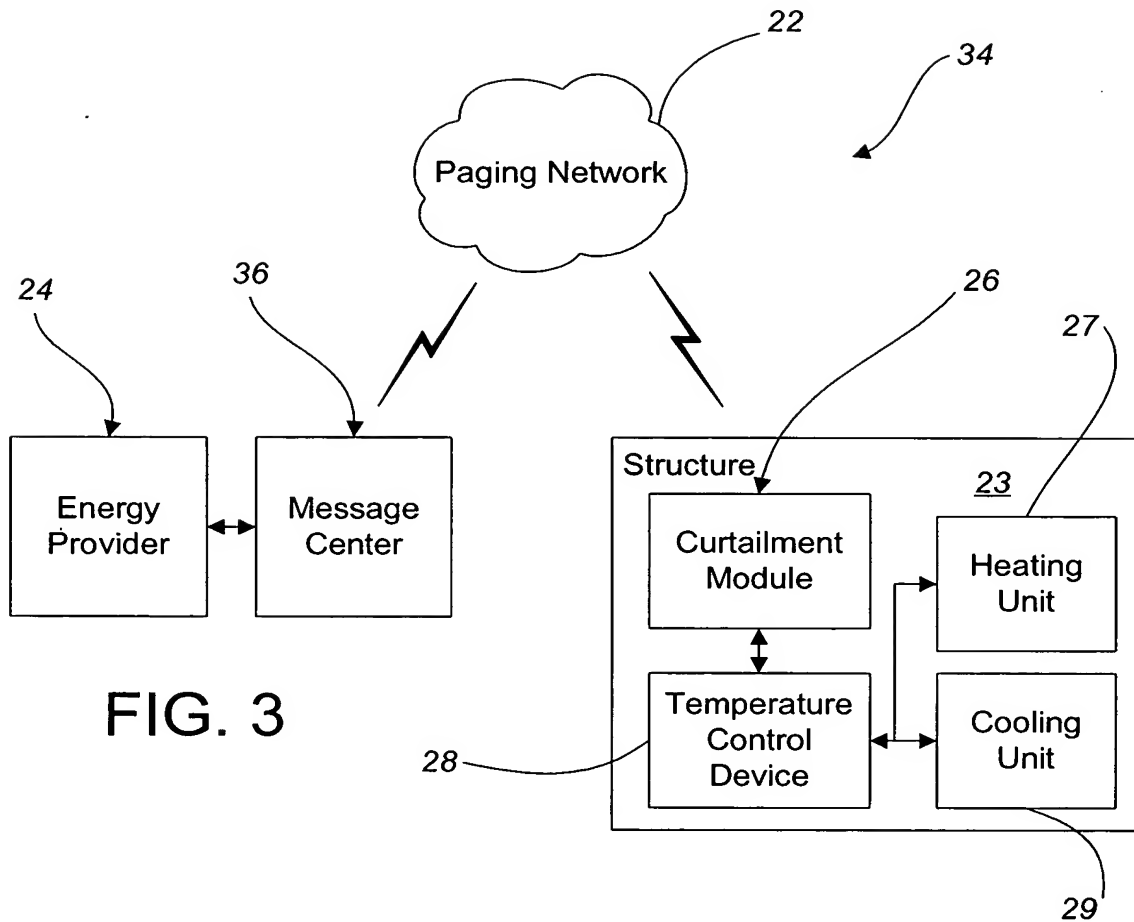 22
34
Paging Network
24
36
26
27
Energy
Provider
Message
Center
Structure
23
Curtailment
Module
Heating
Unit
FIG. 3
28
Temperature
Control
Device
Cooling
Unit
29